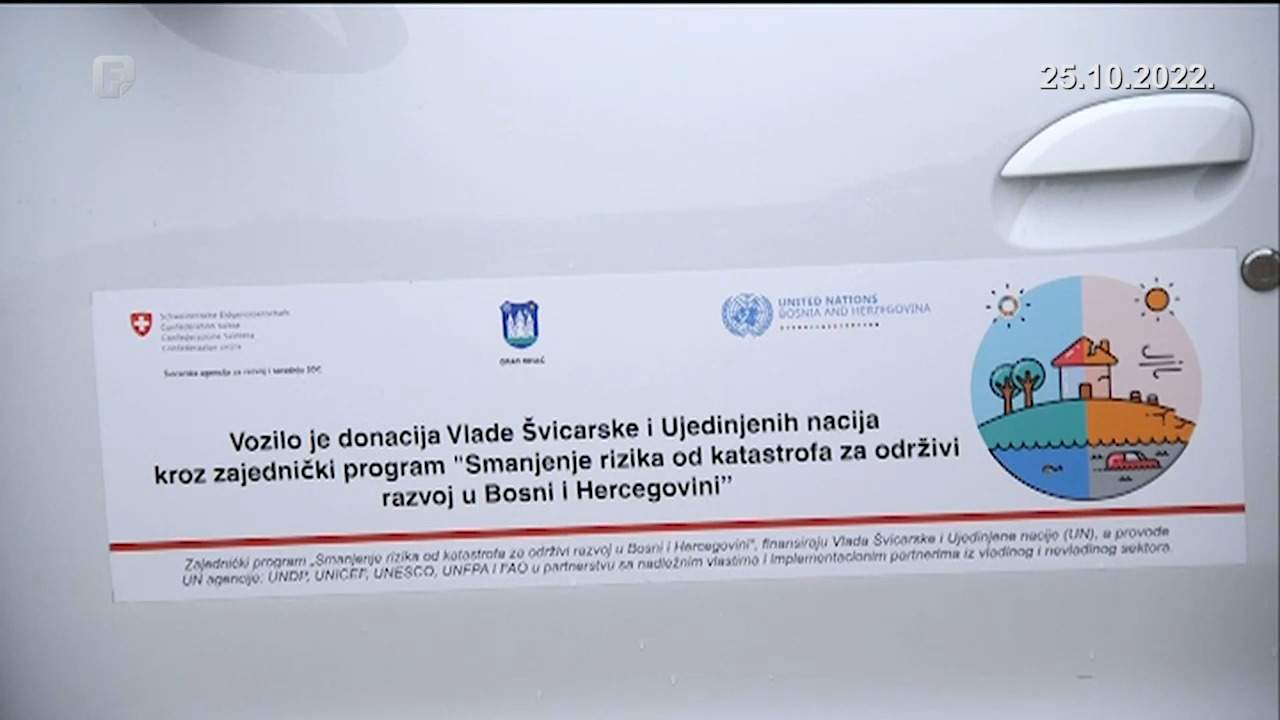 F
25.10.2022.
Schweizerische Eidgenossenschaft
Confédération suisse
Confederazione Svizzera
Confederaziun svizra
Švicarska agencija za razvoj i saradnju SDC
GRAD BIHAĆ
UNITED NATIONS
BOSNIA AND HERZEGOVINA
Vozilo je donacija Vlade Švicarske i Ujedinjenih nacija
kroz zajednički program "Smanjenje rizika od katastrofa za održivi
razvoj u Bosni i Hercegovini”
Zajednički program „Smanjenje rizika od katastrofa za održivi razvoj u Bosni i Hercegovini“, finansiraju Vlada Švicarske i Ujedinjene nacije (UN), a provode
UN agencije: UNDP, UNICEF, UNESCO, UNFPA i FAO u partnerstvu sa nadležnim vlastima i implementacionim partnerima iz vladinog i nevladinog sektora.